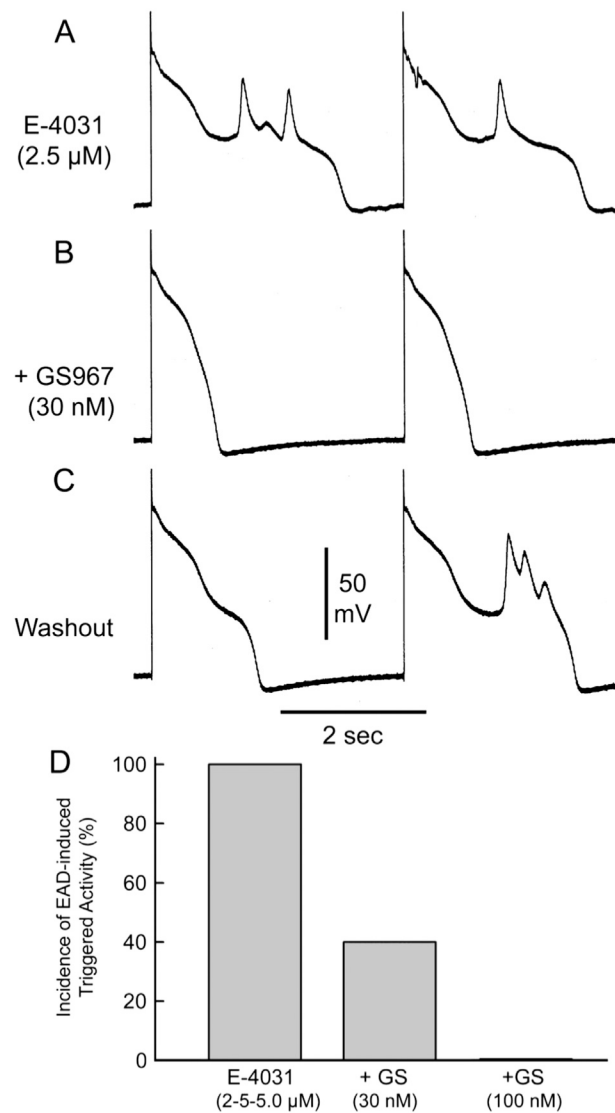 A
E-4031
(2.5 µM)
B
+ GS967
(30 nM)
C
Washout
50
mV
2 sec
D
Incidence of EAD-induced
Triggered Activity (%)
100
80
60
40
20
0
E-4031
(2-5-5.0 µM)
+ GS
(30 nM)
+GS
(100 nM)